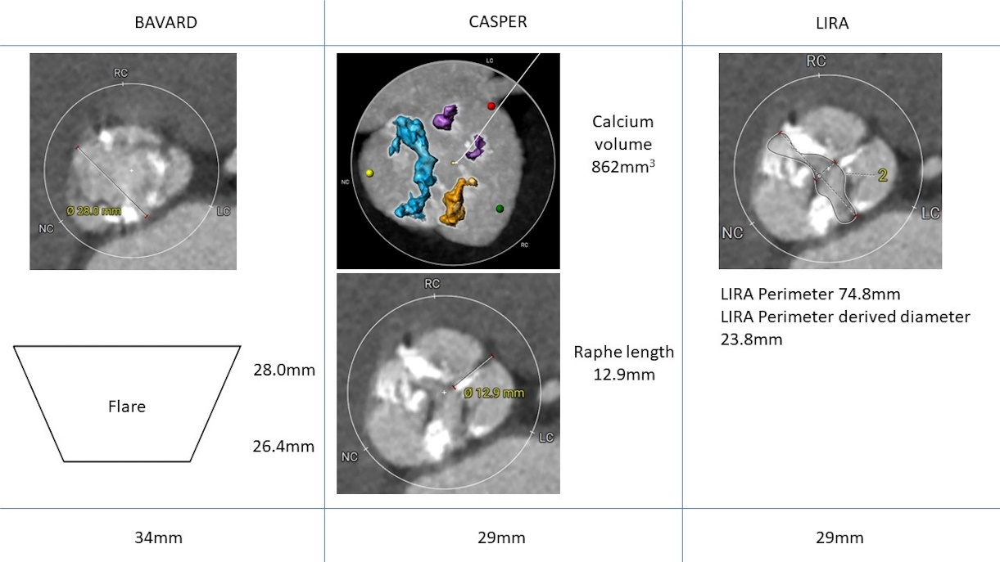 BAVARD
CASPER
LIRA
RC
Ø 28.0 mm
NC
LC
LC
NC
RC
Calcium
volume
862mm³
RC
2
NC
LC
LIRA Perimeter 74.8mm
LIRA Perimeter derived diameter
23.8mm
28.0mm
Flare
26.4mm
RC
Ø 12.9 mm
NC
LC
Raphe length
12.9mm
34mm
29mm
29mm